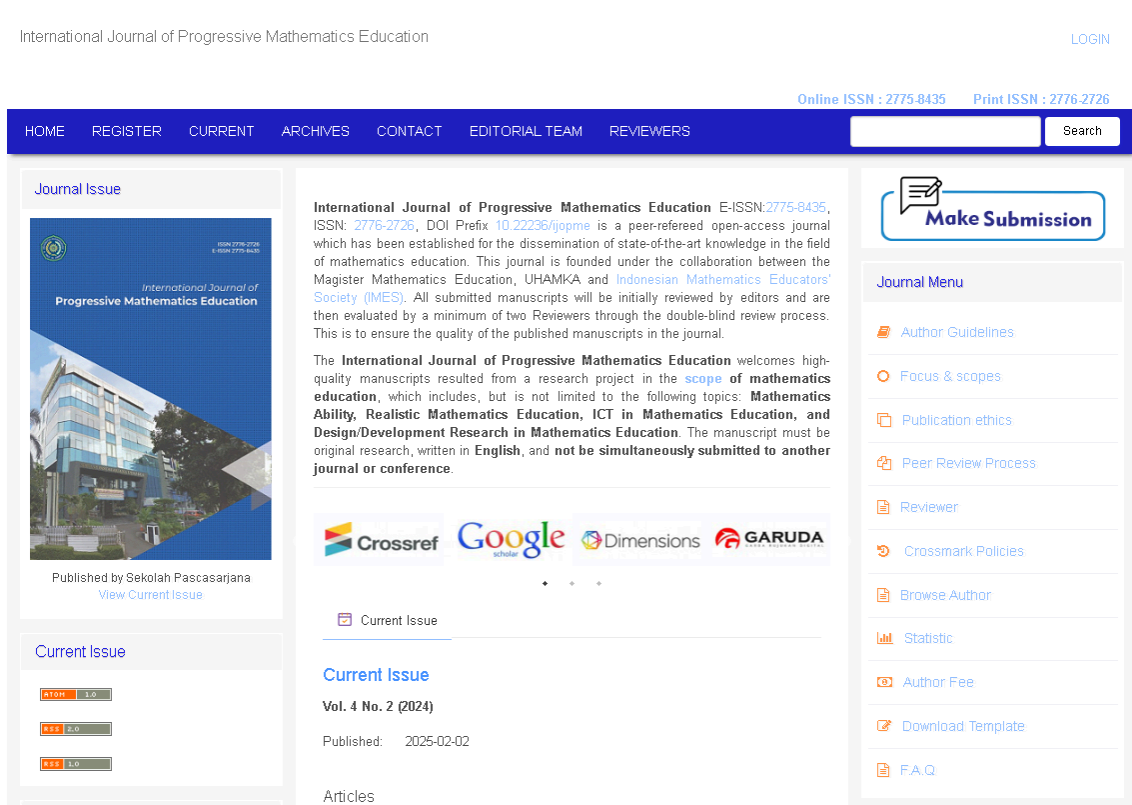 International Journal of Progressive Mathematics Education
LOGIN
Online ISSN : 2775-8435 Print ISSN : 2776-2726
HOME REGISTER CURRENT ARCHIVES CONTACT EDITORIAL TEAM REVIEWERS
Search
Journal Issue
ISSN 2776-2726
E-ISSN 2775-8435
International Journal of
Progressive Mathematics Education
Published by Sekolah Pascasarjana
View Current Issue
Current Issue
ATOM 1.0
RSS 2.0
RSS 1.0
International Journal of Progressive Mathematics Education E-ISSN:2775-8435,
ISSN: 2776-2726, DOI Prefix 10.22236/ijopme is a peer-refereed open-access journal
which has been established for the dissemination of state-of-the-art knowledge in the field
of mathematics education. This journal is founded under the collaboration between the
Magister Mathematics Education, UHAMKA and Indonesian Mathematics Educators'
Society (IMES). All submitted manuscripts will be initially reviewed by editors and are
then evaluated by a minimum of two Reviewers through the double-blind review process.
This is to ensure the quality of the published manuscripts in the journal.
The International Journal of Progressive Mathematics Education welcomes high-
quality manuscripts resulted from a research project in the scope of mathematics
education, which includes, but is not limited to the following topics: Mathematics
Ability, Realistic Mathematics Education, ICT in Mathematics Education, and
Design/Development Research in Mathematics Education. The manuscript must be
original research, written in English, and not be simultaneously submitted to another
journal or conference.
Crossref Google scholar Dimensions GARUDA
GARBA RUJUKAN DIGITAL
Current Issue
Current Issue
Vol. 4 No. 2 (2024)
Published: 2025-02-02
Articles
Make Submission
Journal Menu
Author Guidelines
Focus & scopes
Publication ethics
Peer Review Process
Reviewer
Crossmark Policies
Browse Author
Statistic
Author Fee
Download Template
F.A.Q